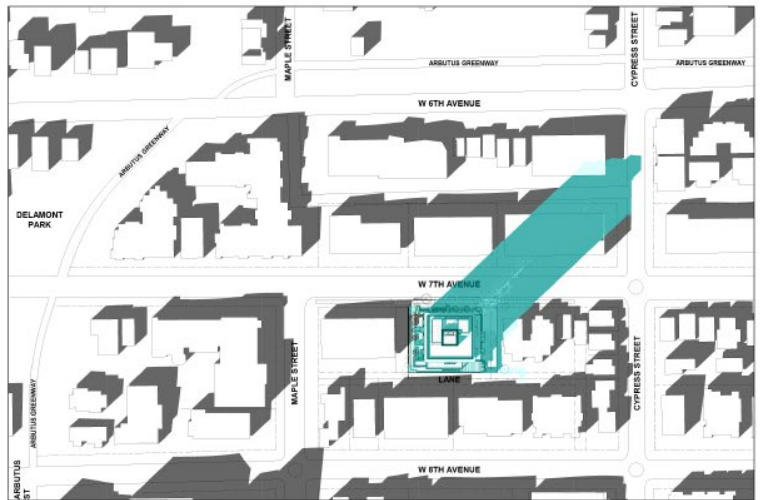 MAPLE STREET
ARBUTUS GREENWAY
CYPRESS STREET
ARBUTUS GREENWAY
W 6TH AVENUE
ARBUTUS GREENWAY
DELAMONT
PARK
W 7TH AVENUE
MAPLE STREET
LANE
CYPRESS STREET
ARBUTUS GREENWAY
W 8TH AVENUE
ARBUTUS
ST